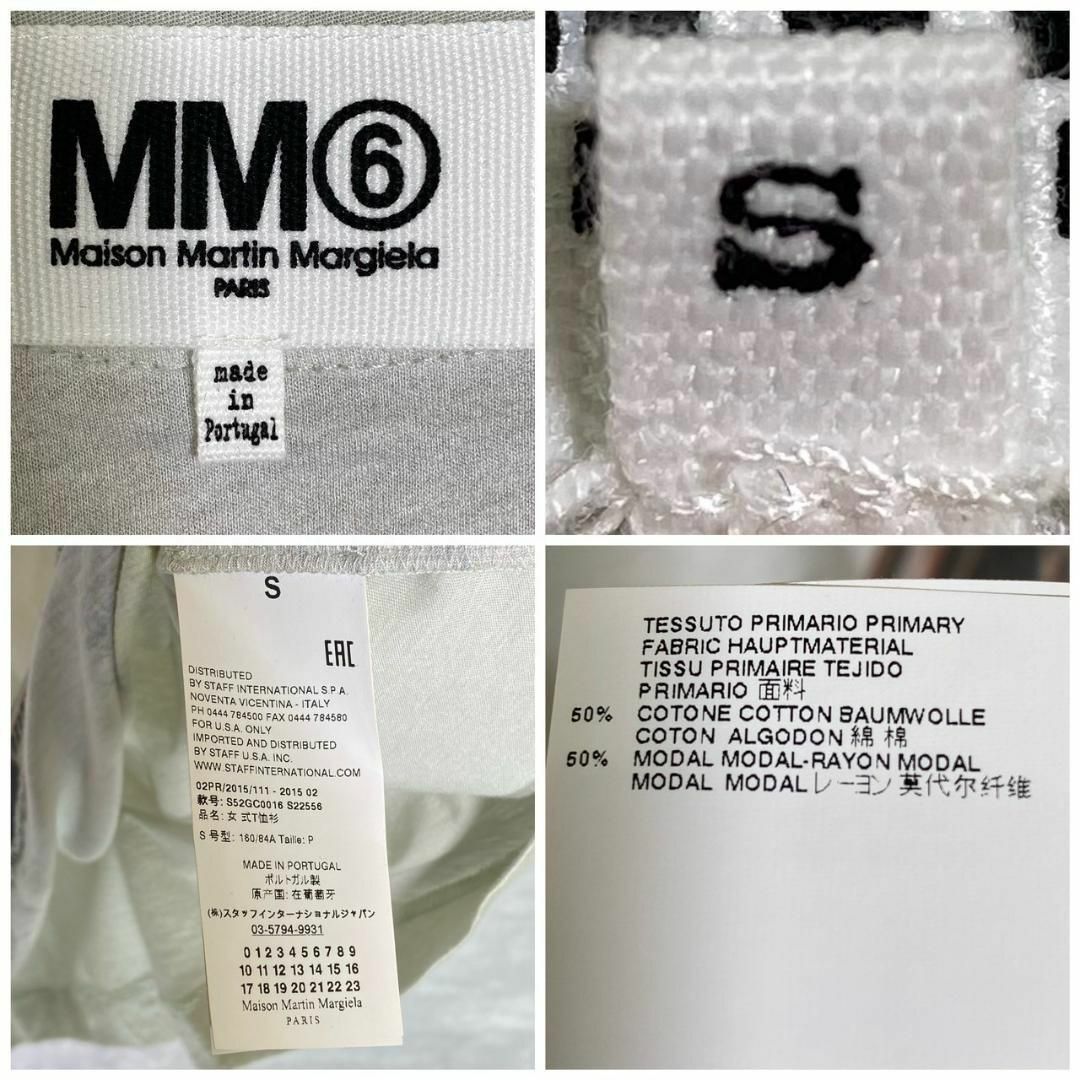 MM⑥
Maison Martin Margiela
PARIS
made
in
Portugal
S
S
EAC
DISTRIBUTED
BY STAFF INTERNATIONAL S.P.A.
NOVENTA VICENTINA - ITALY
PH 0444 784500 FAX 0444 784580
FOR U.S.A. ONLY
IMPORTED AND DISTRIBUTED
BY STAFF U.S.A. INC.
WWW.STAFFINTERNATIONAL.COM
02PR/2015/111 - 2015 02
款号: S52GC0016 S22556
品名: 女 式T恤衫
S 号型: 160/84A Taille: P
MADE IN PORTUGAL
ポルトガル製
原产国: 在葡萄牙
(株)スタッフインターナショナルジャパン
03-5794-9931
0 1 2 3 4 5 6 7 8 9
10 11 12 13 14 15 16
17 18 19 20 21 22 23
Maison Martin Margiela
PARIS
TESSUTO PRIMARIO PRIMARY
FABRIC HAUPTMATERIAL
TISSU PRIMAIRE TEJIDO
PRIMARIO 面料
50% COTONE COTTON BAUMWOLLE
COTON ALGODON 綿 棉
50% MODAL MODAL-RAYON MODAL
MODAL MODAL レーヨン 莫代尔纤维